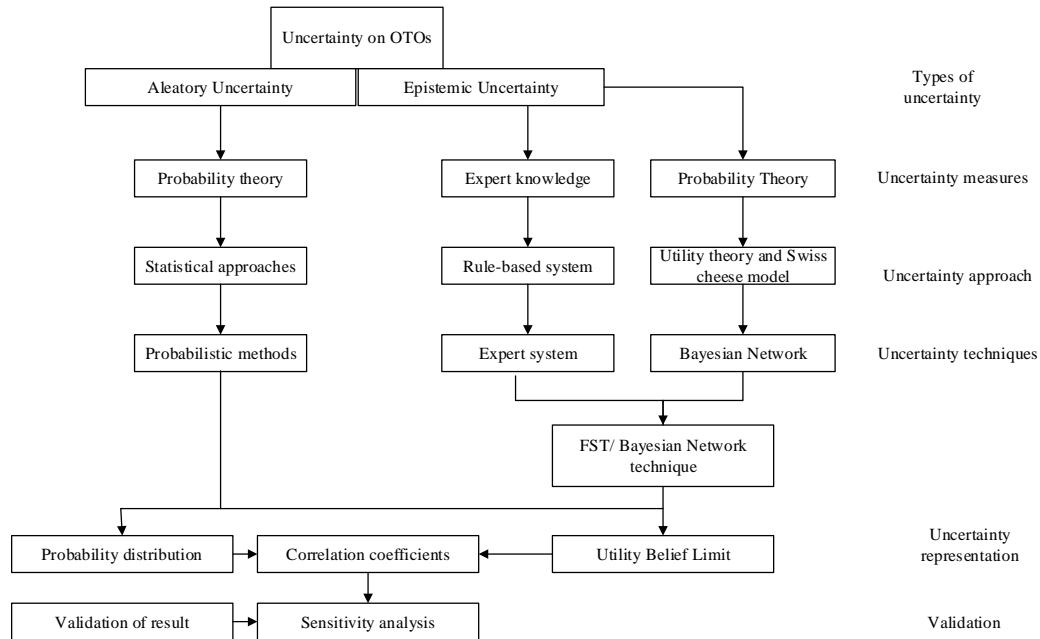 Uncertainty on OTOs
Aleatory Uncertainty
Epistemic Uncertainty
Types of
uncertainty
Probability theory
Expert knowledge
Probability Theory
Uncertainty measures
Statistical approaches
Rule-based system
Utility theory and Swiss
cheese model
Uncertainty approach
Probabilistic methods
Expert system
Bayesian Network
Uncertainty techniques
FST/ Bayesian Network
technique
Probability distribution
Correlation coefficients
Utility Belief Limit
Uncertainty
representation
Validation of result
Sensitivity analysis
Validation